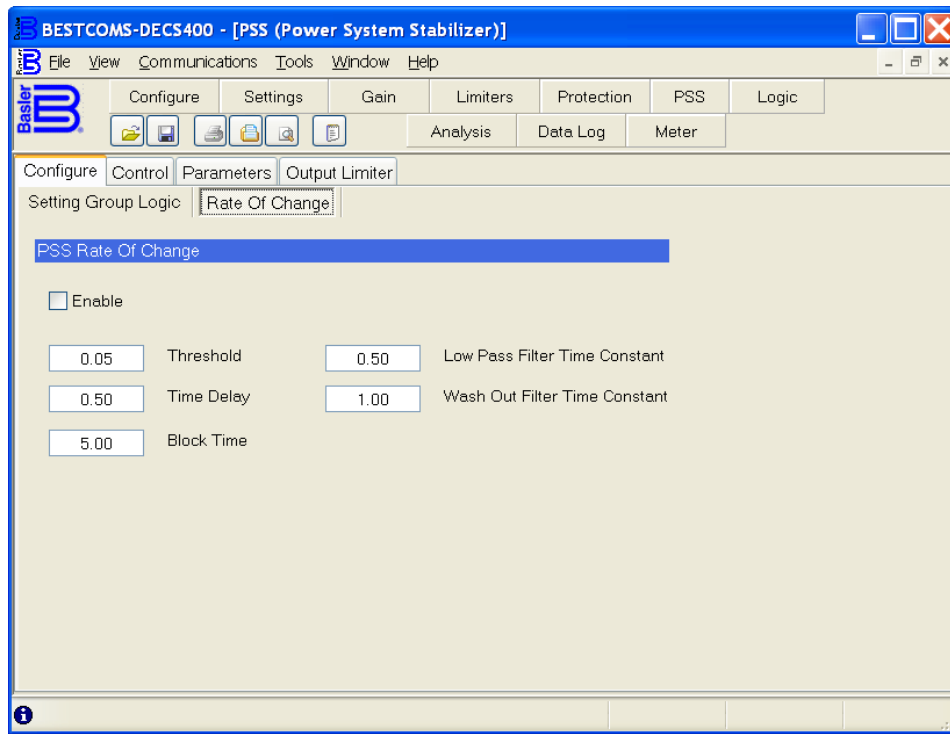 BESTCOMS-DECS400 - [PSS (Power System Stabilizer)]
File View Communications Tools Window Help
Basler
Configure Settings Gain Limiters Protection PSS Logic
Analysis Data Log Meter
Configure Control Parameters Output Limiter
Setting Group Logic Rate Of Change
PSS Rate Of Change
Enable
0.05 Threshold 0.50 Low Pass Filter Time Constant
0.50 Time Delay 1.00 Wash Out Filter Time Constant
5.00 Block Time